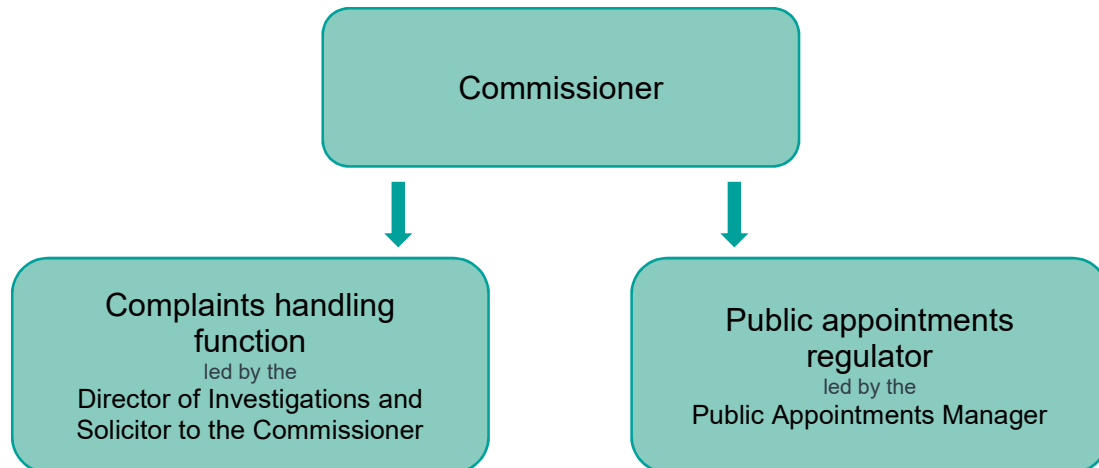 Commissioner
Complaints handling
function
led by the
Director of Investigations and
Solicitor to the Commissioner
Public appointments
regulator
led by the
Public Appointments Manager